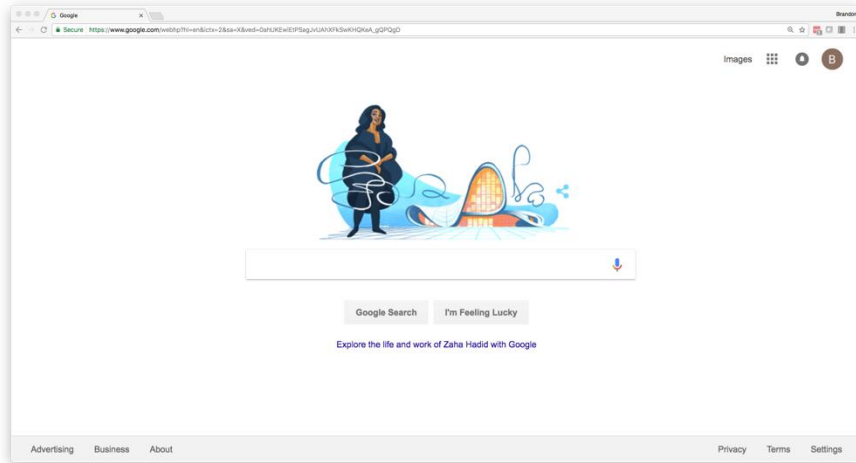 Google
Brandon
Secure
Images
B
Google Search
I'm Feeling Lucky
Explore the life and work of Zaha Hadid with Google
Advertising
Business
About
Privacy
Terms
Settings